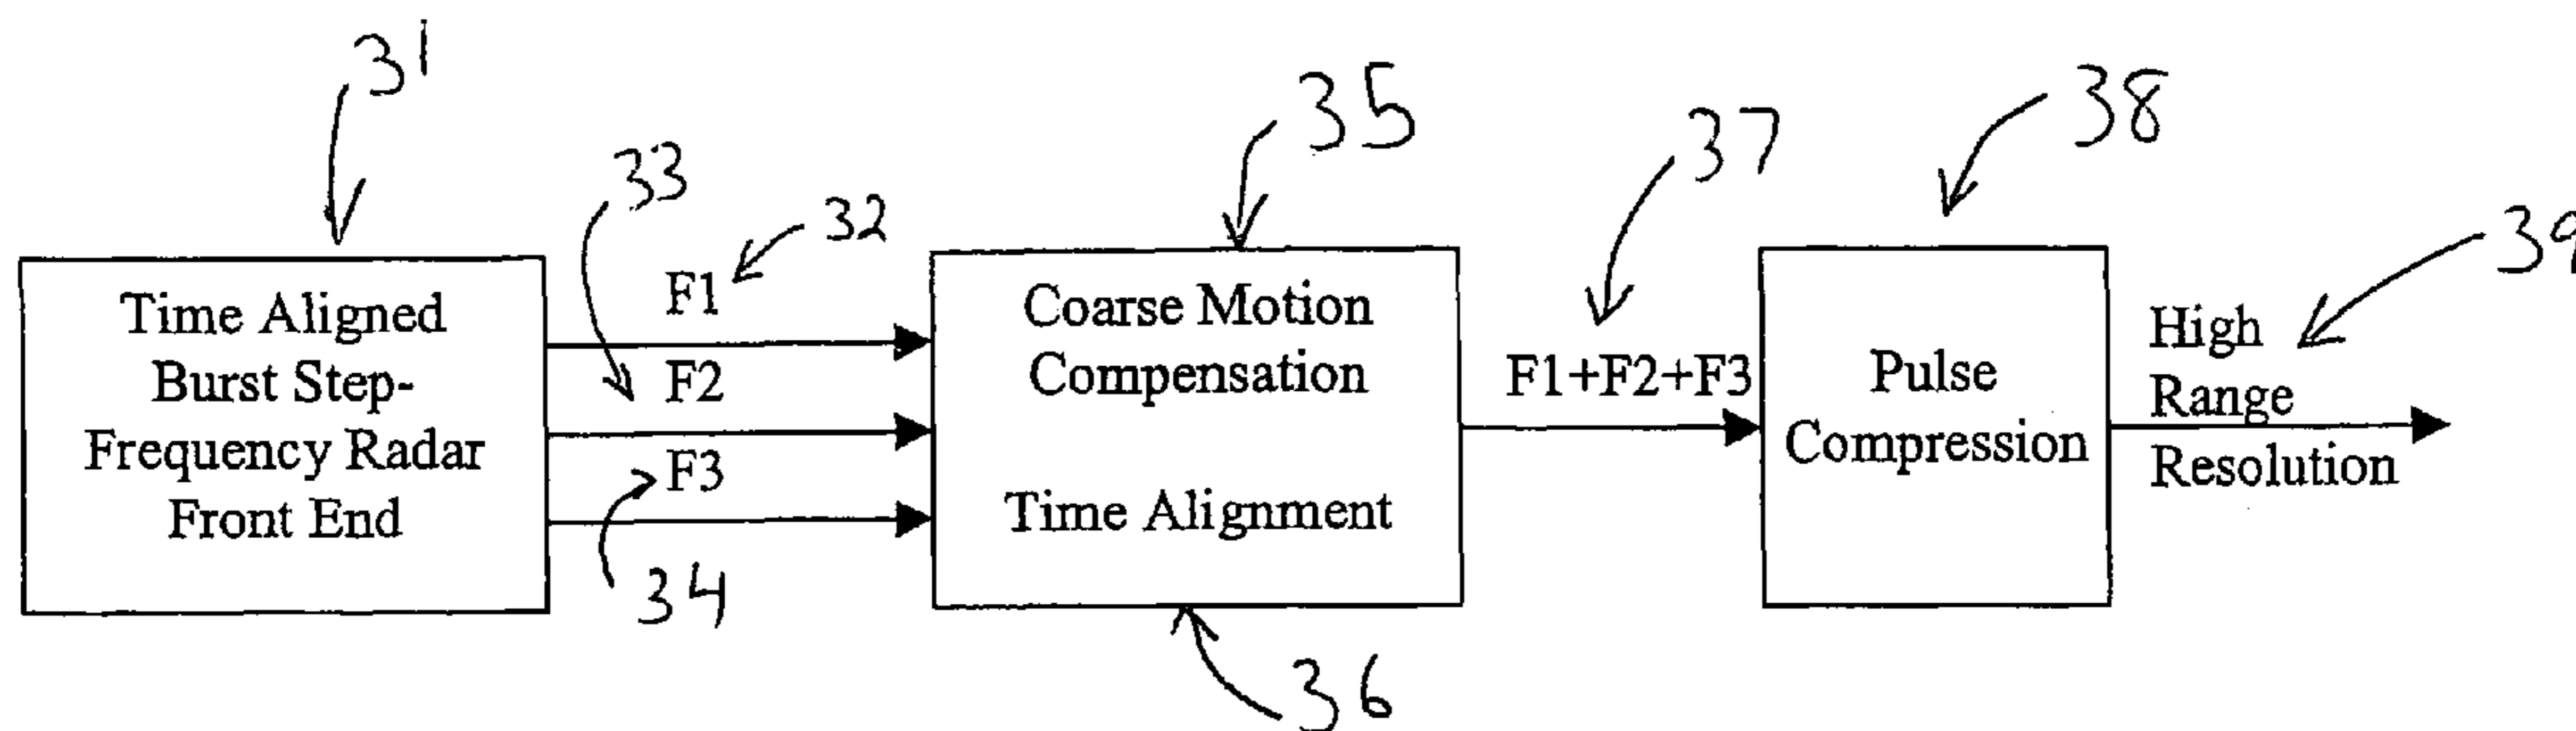 31
33
32
35
37
38
39
Time Aligned
Burst Step-
Frequency Radar
Front End
F1
F2
F3
34
Coarse Motion
Compensation
Time Alignment
36
F1+F2+F3
Pulse
Compression
High
Range
Resolution